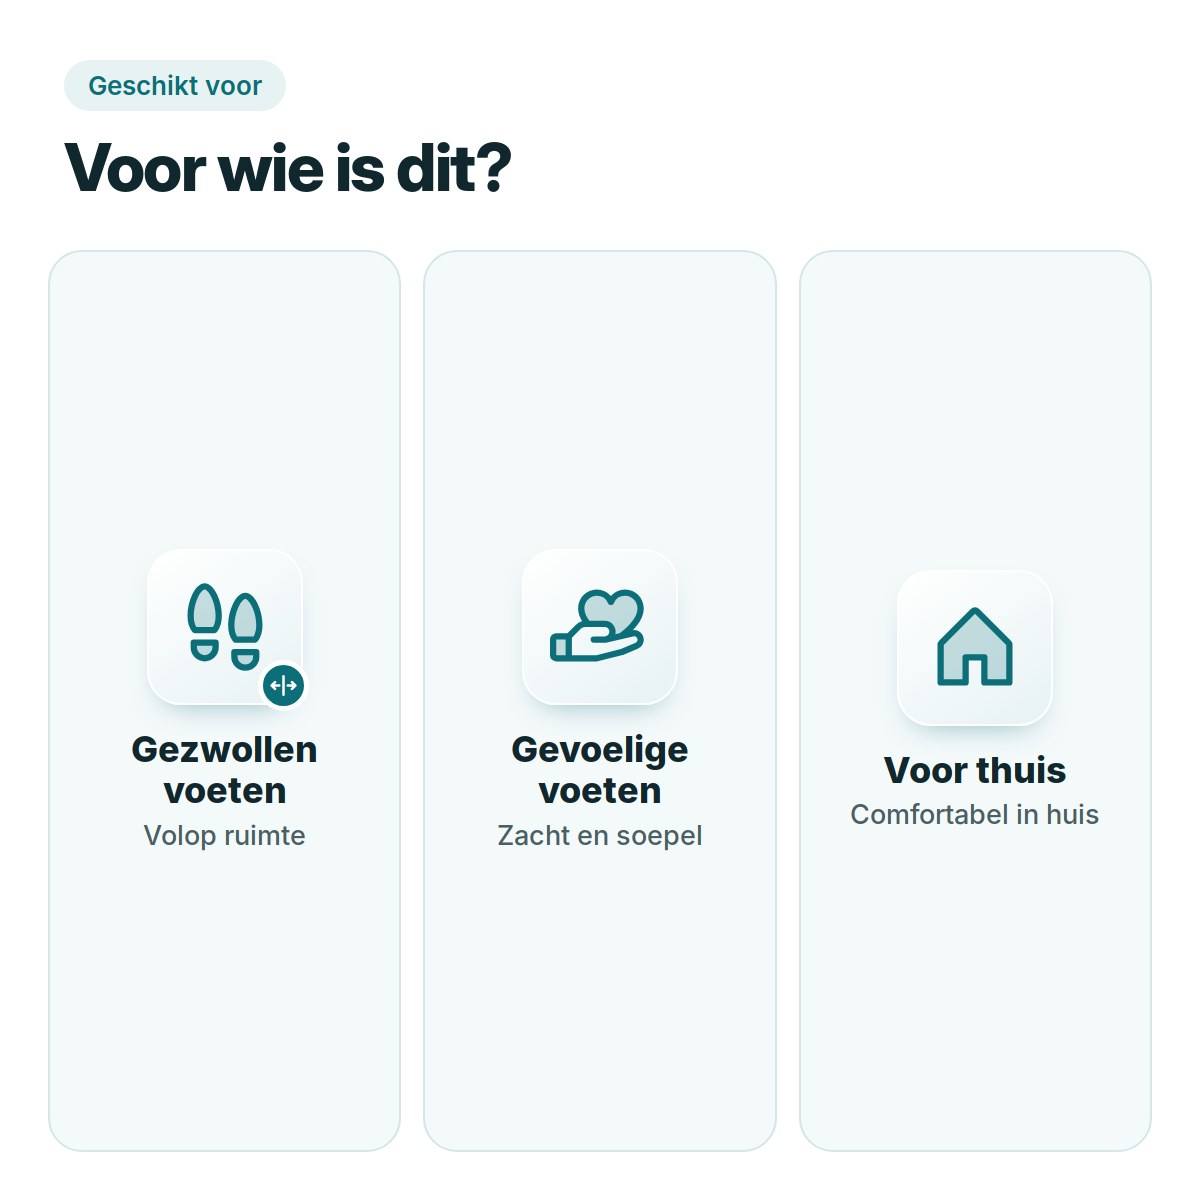 Geschikt voor
Voor wie is dit?
Gezwollen
voeten
Volop ruimte
Gevoelige
voeten
Zacht en soepel
Voor thuis
Comfortabel in huis